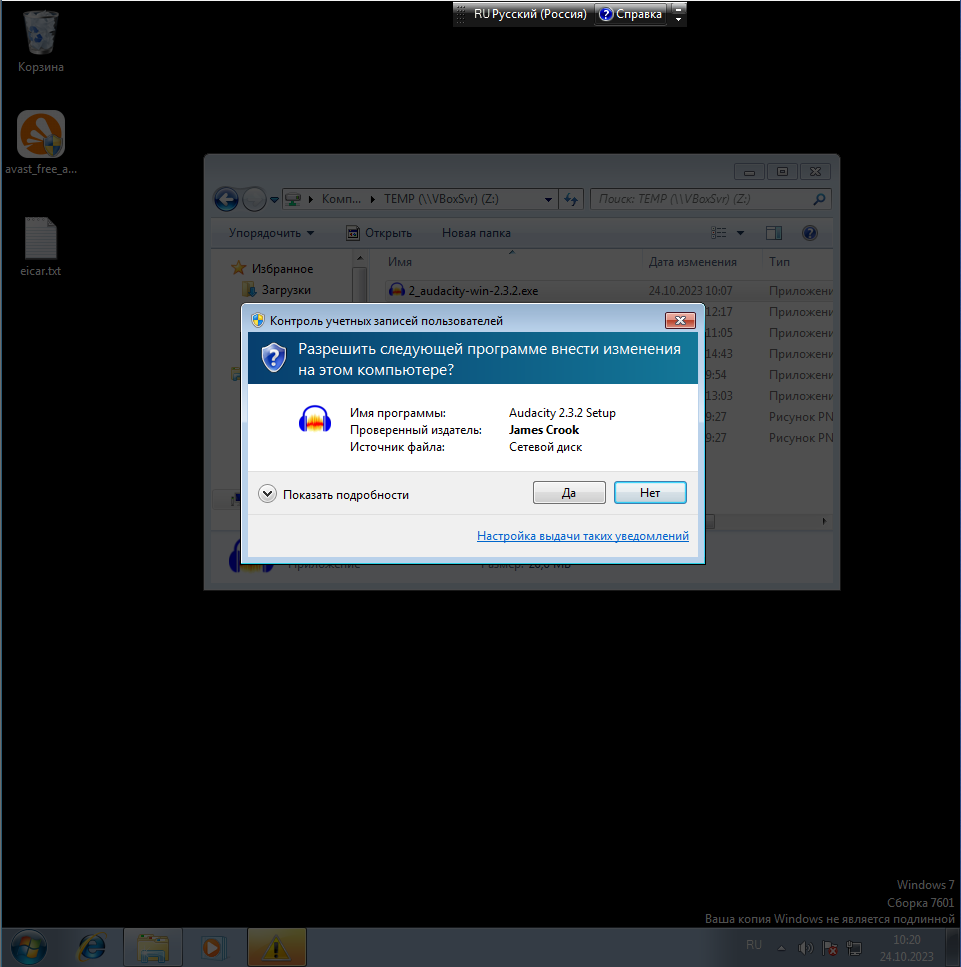 RU Русский (Россия) Справка
Корзина
avast_free_a...
eicar.txt
Комп... TEMP (\\VBoxSvr) (Z:)
Поиск: TEMP (\\VBoxSvr) (Z:)
Упорядочить Открыть Новая папка
Имя Дата изменения Тип
Избранное
Загрузки
2_audacity-win-2.3.2.exe 24.10.2023 10:07 Приложени
12:17 Приложени
11:05 Приложени
14:43 Приложени
9:54 Приложени
13:03 Приложени
9:27 Рисунок PN
9:27 Рисунок PN
Контроль учетных записей пользователей
Разрешить следующей программе внести изменения
на этом компьютере?
Имя программы: Audacity 2.3.2 Setup
Проверенный издатель: James Crook
Источник файла: Сетевой диск
Показать подробности
Да Нет
Настройка выдачи таких уведомлений
Приложение
Windows 7
Сборка 7601
Ваша копия Windows не является подлинной
RU
10:20
24.10.2023